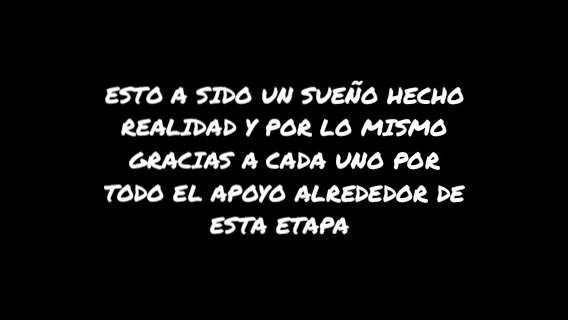 ESTO A SIDO UN SUEÑO HECHO
REALIDAD Y POR LO MISMO
GRACIAS A CADA UNO POR
TODO EL APOYO ALREDEDOR DE
ESTA ETAPA